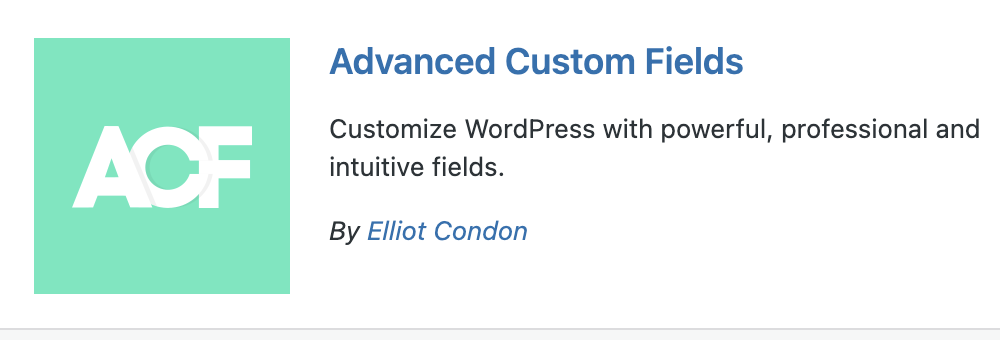 ACF
Advanced Custom Fields
Customize WordPress with powerful, professional and
intuitive fields.
By Elliot Condon